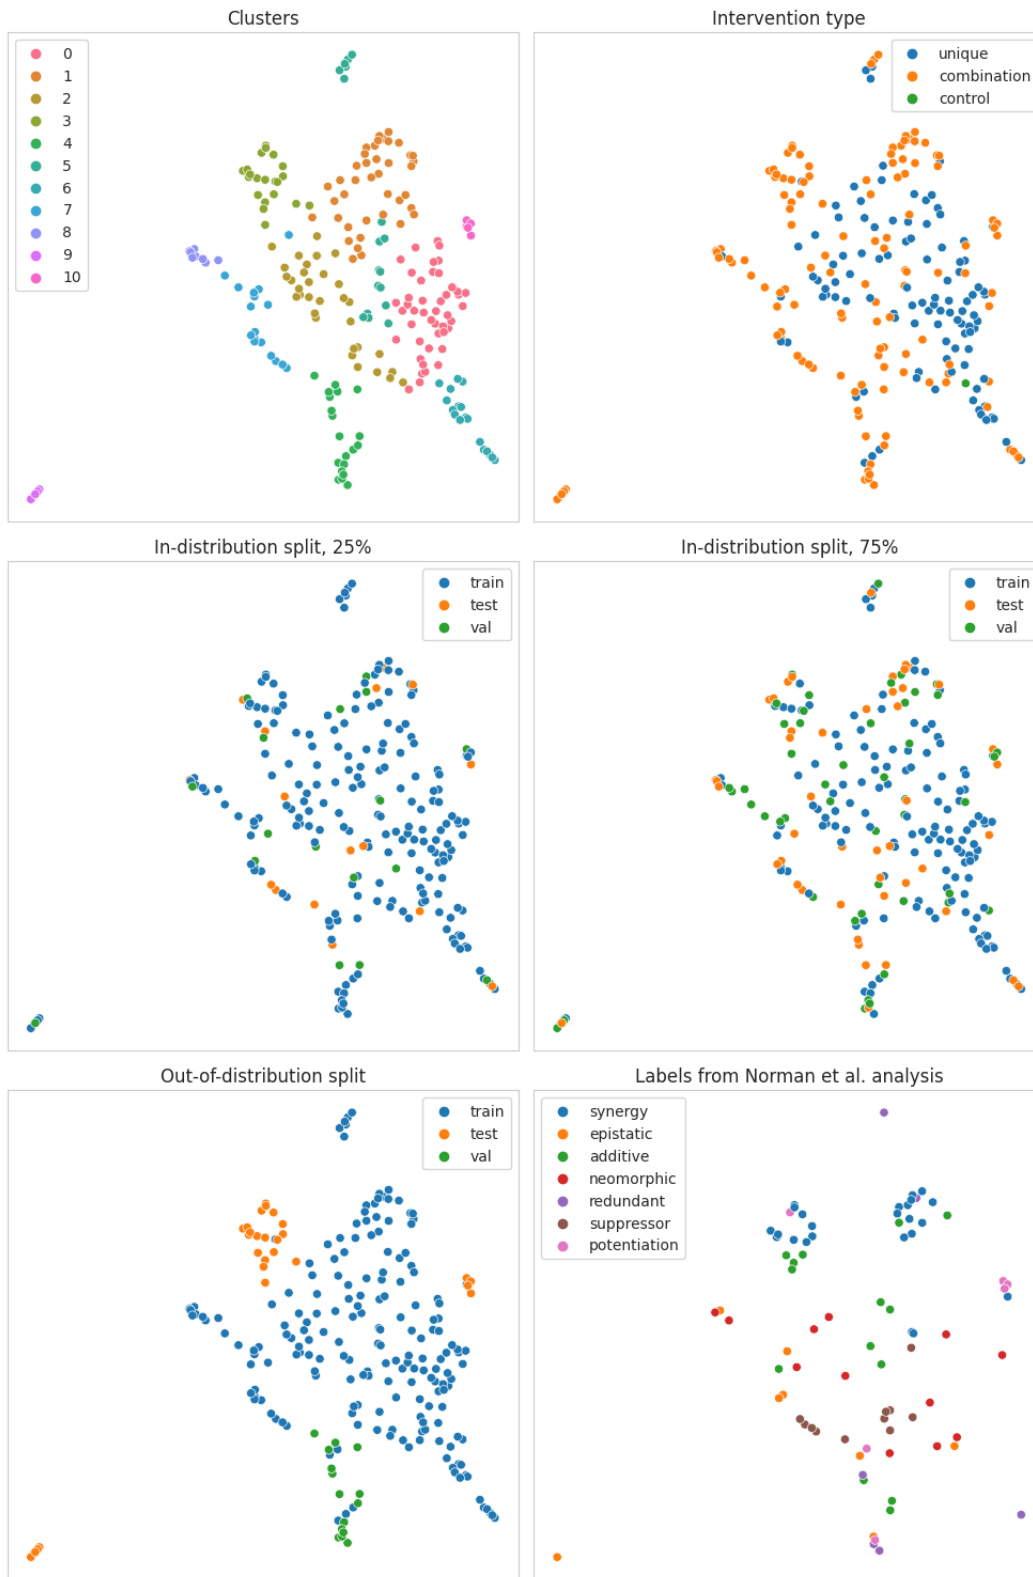 Clusters
0
1
2
3
4
5
6
7
8
9
10
Intervention type
unique
combination
control
In-distribution split, 25%
train
test
val
In-distribution split, 75%
train
test
val
Out-of-distribution split
train
test
val
Labels from Norman et al. analysis
synergy
epistatic
additive
neomorphic
redundant
suppressor
potentiation